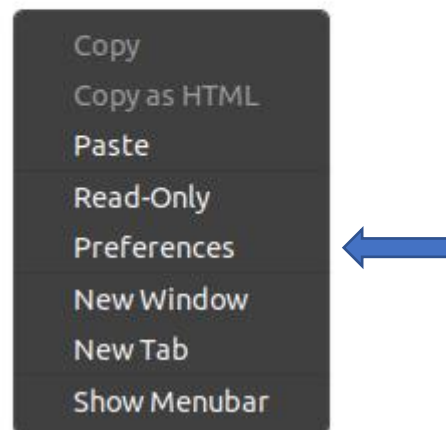 Copy
Copy as HTML
Paste
Read-Only
Preferences
New Window
New Tab
Show Menubar